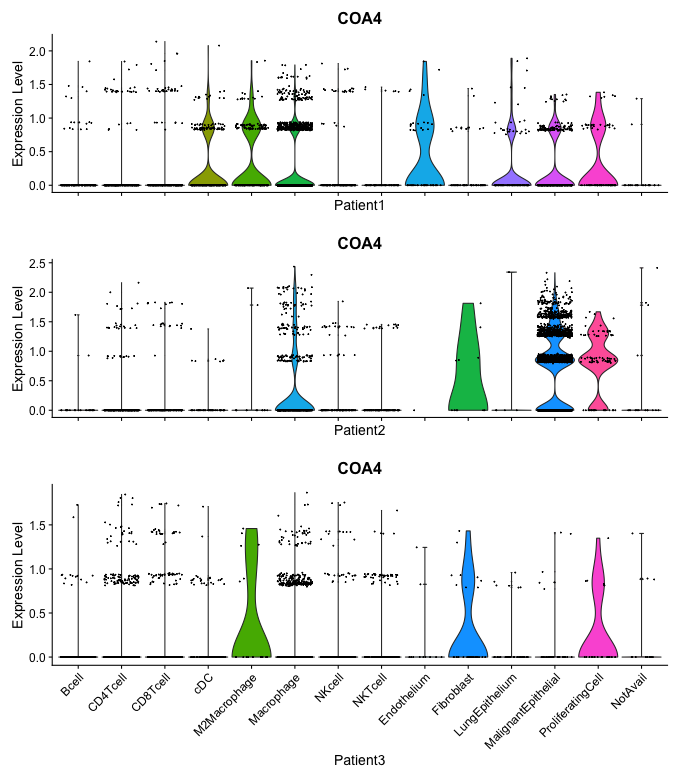 COA4
Expression Level
2.0
1.5
1.0
0.5
0.0
Patient1
COA4
Expression Level
2.5
2.0
1.5
1.0
0.5
0.0
Patient2
COA4
Expression Level
1.5
1.0
0.5
0.0
Bcell
CD4Tcell
CD8Tcell
cDC
M2Macrophage
Macrophage
NKcell
NKTcell
Endothelium
Fibroblast
LungEpithelium
MalignantEpithelial
ProliferatingCell
NotAvail
Patient3